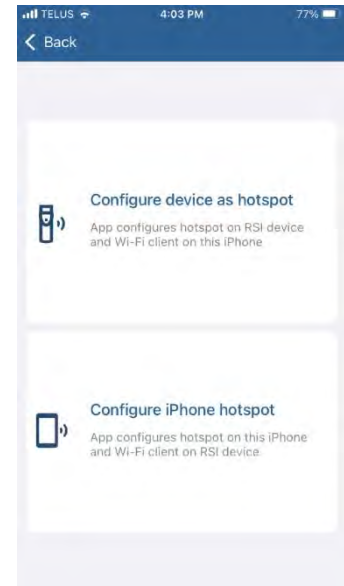 TELUS 4:03 PM 77%
Back
Configure device as hotspot
App configures hotspot on RSI device
and Wi-Fi client on this iPhone
Configure iPhone hotspot
App configures hotspot on this iPhone
and Wi-Fi client on RSI device.